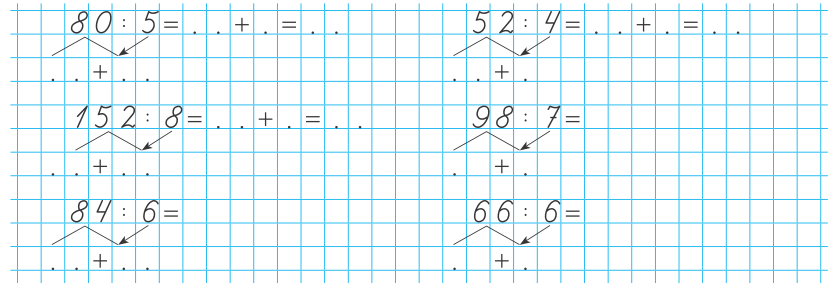 80 : 5 = . . + . = . .
. . + . .
52 : 4 = . . + . = . .
. . + .
152 : 8 = . . + . = . .
. . + . .
98 : 7 =
. + .
84 : 6 =
. . + . .
66 : 6 =
. + .